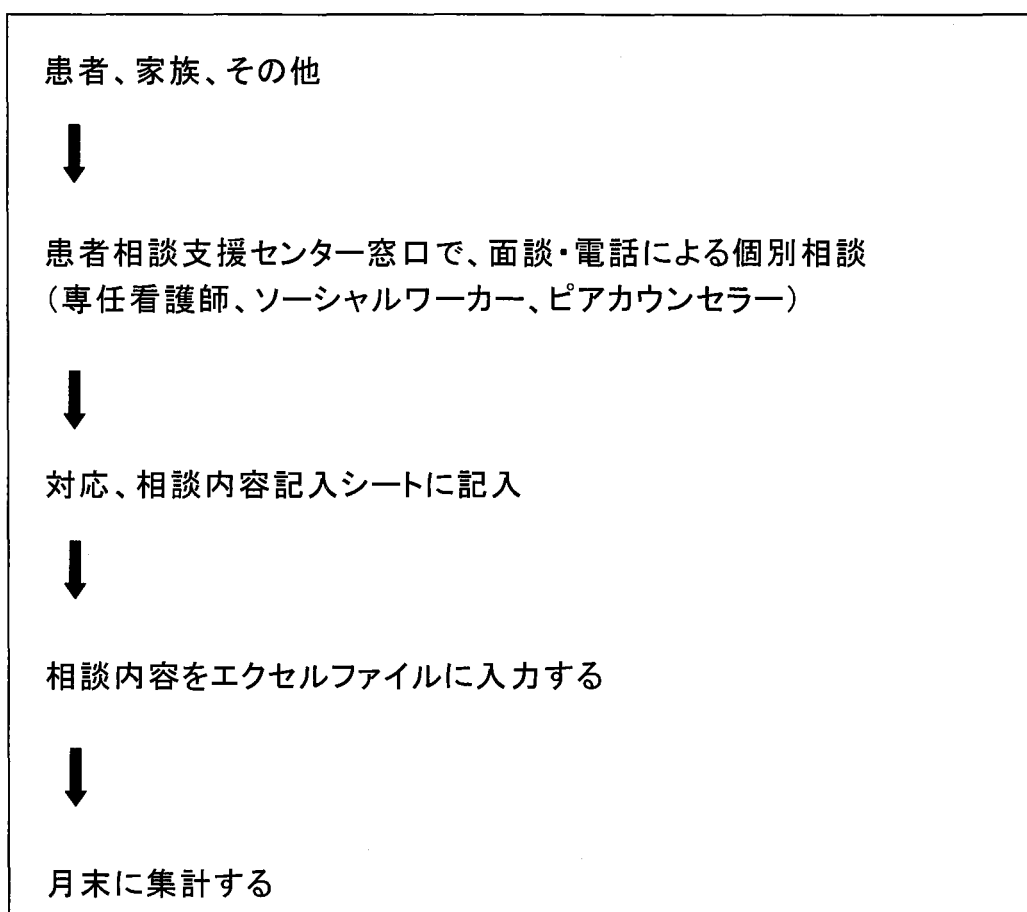 患者、家族、その他
患者相談支援センター窓口で、面談・電話による個別相談
（専任看護師、ソーシャルワーカー、ピアカウンセラー）
対応、相談内容記入シートに記入
相談内容をエクセルファイルに入力する
月末に集計する